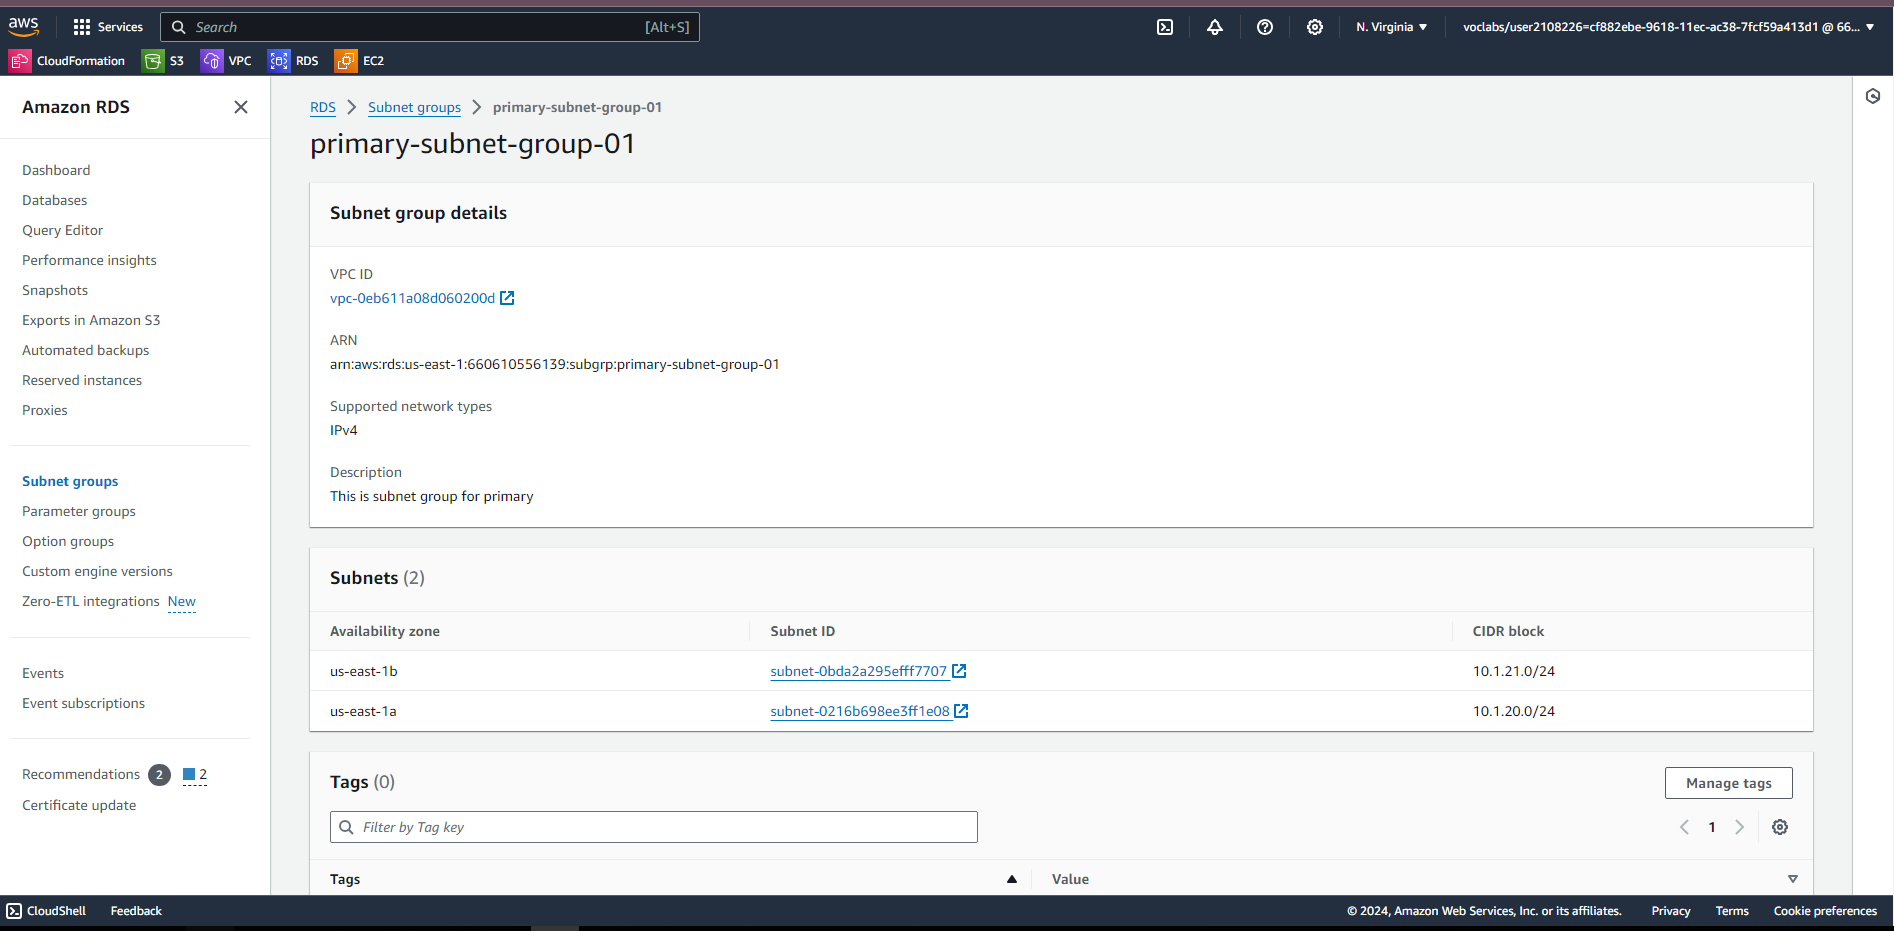 aws
Services
Search [Alt+S]
N. Virginia
voclabs/user2108226=cf882ebe-9618-11ec-ac38-7fcf59a413d1 @ 66...
CloudFormation S3 VPC RDS EC2
Amazon RDS
Dashboard
Databases
Query Editor
Performance insights
Snapshots
Exports in Amazon S3
Automated backups
Reserved instances
Proxies
Subnet groups
Parameter groups
Option groups
Custom engine versions
Zero-ETL integrations New
Events
Event subscriptions
Recommendations 2 2
Certificate update
RDS Subnet groups primary-subnet-group-01
primary-subnet-group-01
Subnet group details
VPC ID
vpc-0eb611a08d060200d
ARN
arn:aws:rds:us-east-1:660610556139:subgrp:primary-subnet-group-01
Supported network types
IPv4
Description
This is subnet group for primary
Subnets (2)
Availability zone Subnet ID CIDR block
us-east-1b subnet-0bda2a295efff7707 10.1.21.0/24
us-east-1a subnet-0216b698ee3ff1e08 10.1.20.0/24
Tags (0)
Manage tags
Filter by Tag key
1
Tags Value
CloudShell Feedback
© 2024, Amazon Web Services, Inc. or its affiliates. Privacy Terms Cookie preferences